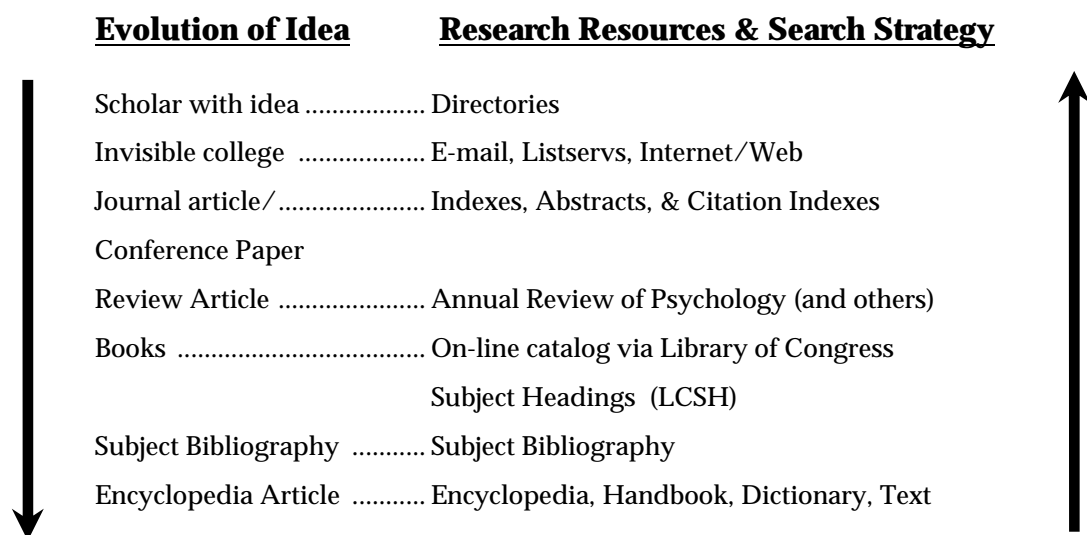 Evolution of Idea Research Resources & Search Strategy
Scholar with idea .................. Directories
Invisible college ................... E-mail, Listservs, Internet/Web
Journal article/ ...................... Indexes, Abstracts, & Citation Indexes
Conference Paper
Review Article ...................... Annual Review of Psychology (and others)
Books ..................................... On-line catalog via Library of Congress
Subject Headings (LCSH)
Subject Bibliography ........... Subject Bibliography
Encyclopedia Article ........... Encyclopedia, Handbook, Dictionary, Text